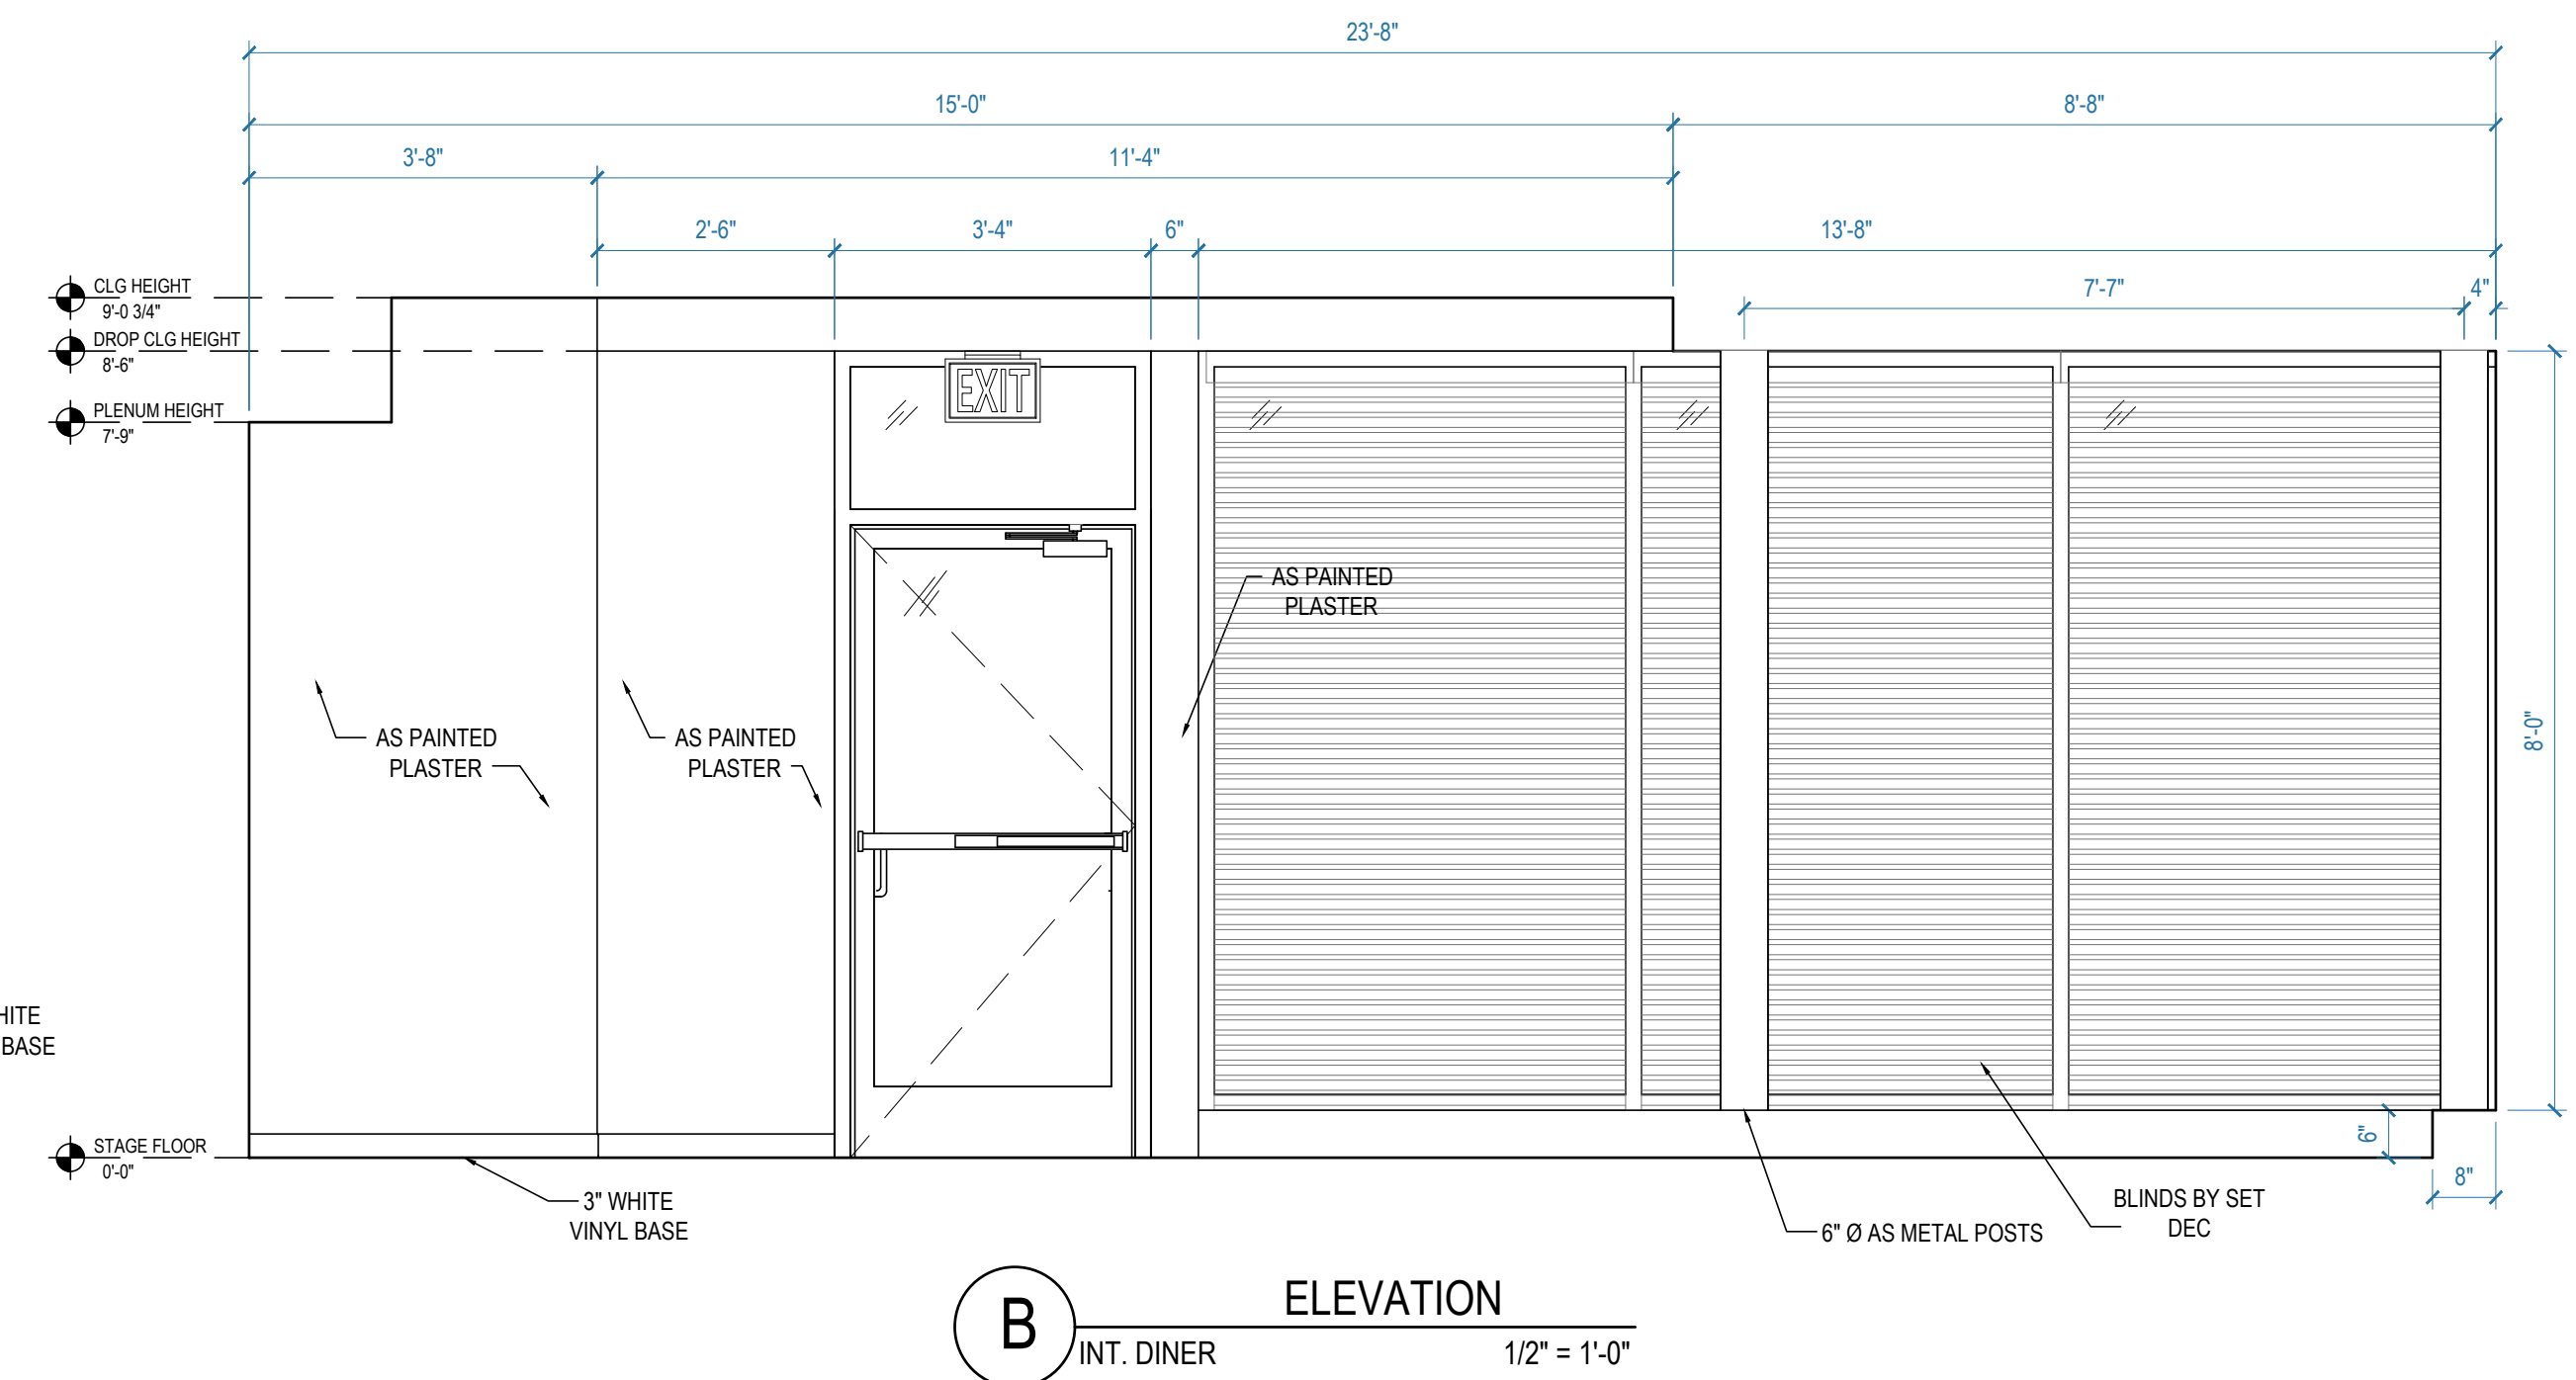 23'-8"
15'-0"
8'-8"
3'-8"
11'-4"
2'-6"
3'-4"
6"
13'-8"
7'-7"
4"
CLG HEIGHT
9'-0 3/4"
DROP CLG HEIGHT
8'-6"
PLENUM HEIGHT
7'-9"
EXIT
AS PAINTED
PLASTER
AS PAINTED
PLASTER
AS PAINTED
PLASTER
8'-0"
HITE
BASE
STAGE FLOOR
0'-0"
6"
8"
3" WHITE
VINYL BASE
6" Ø AS METAL POSTS
BLINDS BY SET
DEC
B
ELEVATION
INT. DINER
1/2" = 1'-0"